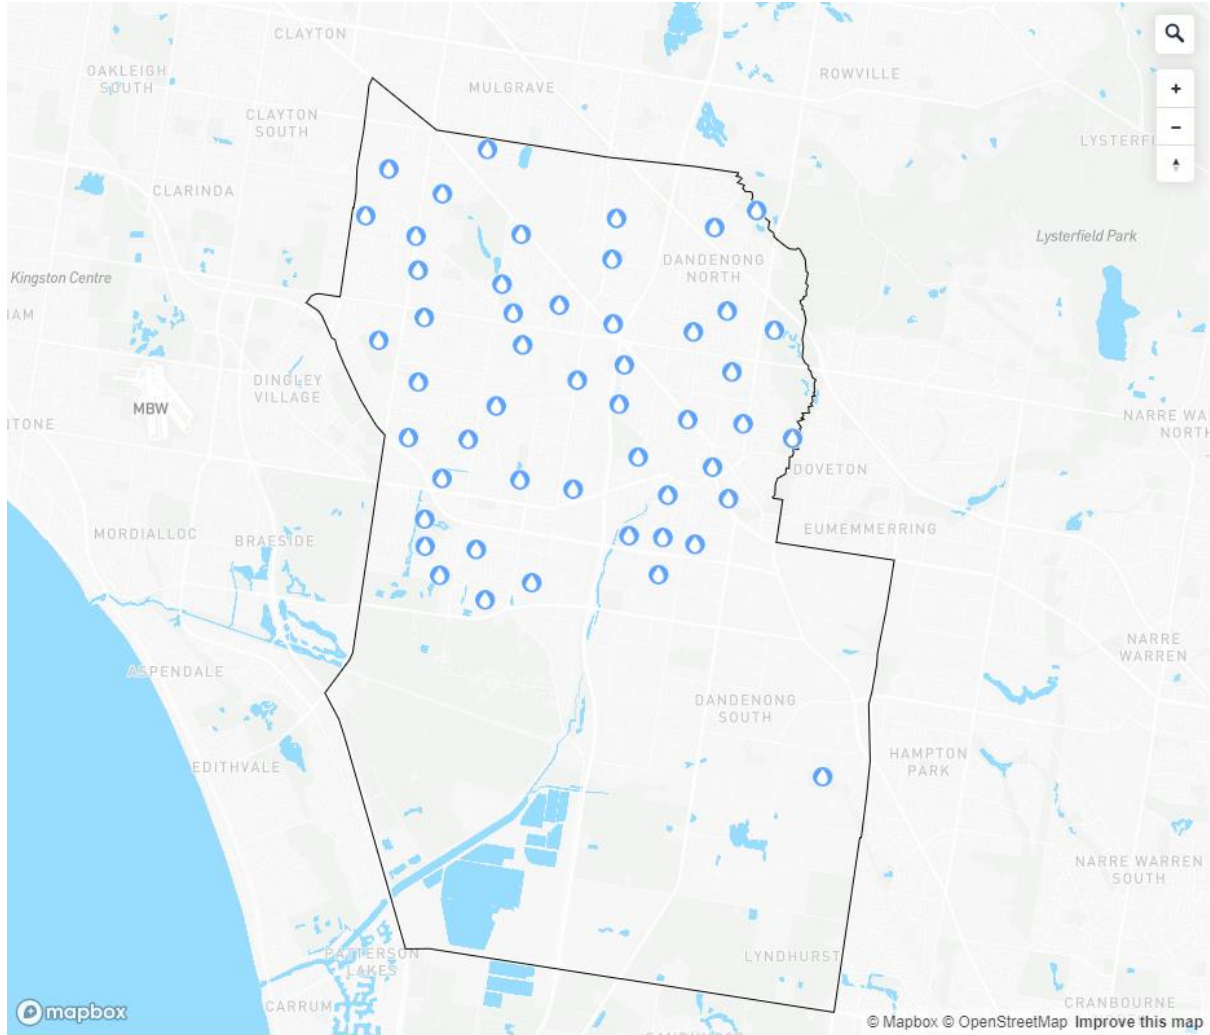 CLAYTON
OAKLEIGH
SOUTH
MULGRAVE
ROWVILLE
CLAYTON
SOUTH
LYSTERFI
CLARINDA
Lysterfield Park
Kingston Centre
DANDENONG
NORTH
AM
DINGLEY
VILLAGE
MBW
NTONE
NARRE WA
NORTH
DOVETON
MORDIALLOC
BRAESIDE
EUMEMMERRING
NARRE
WARREN
ASPENDALE
DANDENONG
SOUTH
HAMPTON
PARK
EDITHVALE
NARRE WARREN
SOUTH
PATTERSON
LAKES
LYNDHURST
CARRUM
CRANBOURNE
mapbox
© Mapbox © OpenStreetMap Improve this map